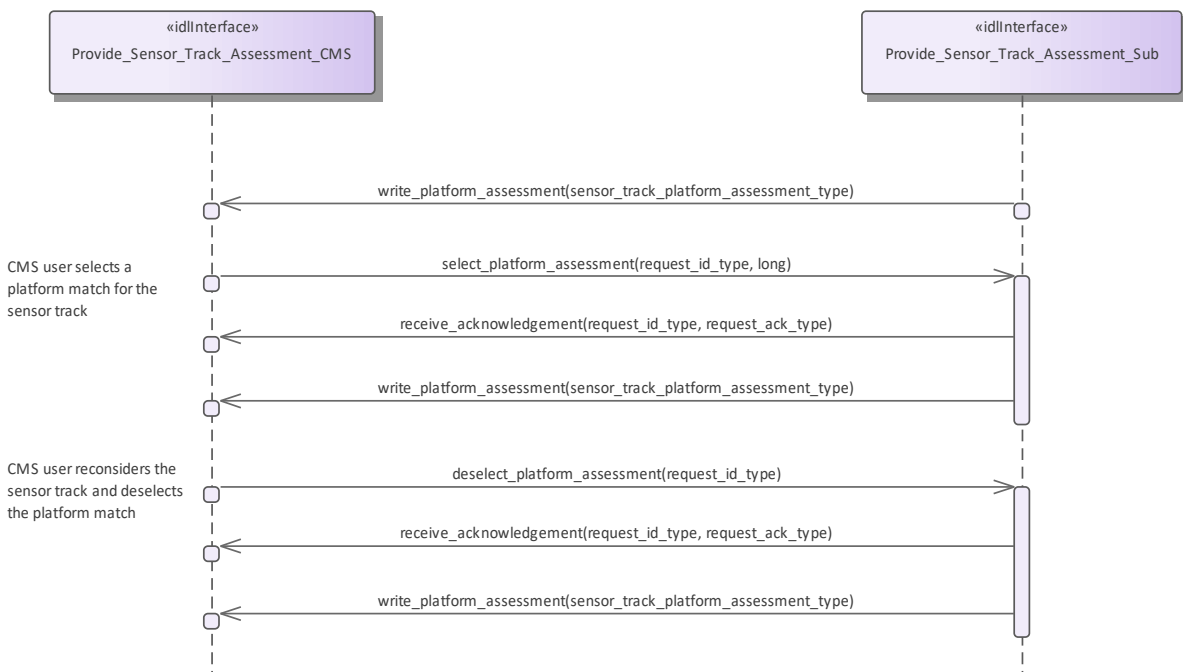 «idlInterface»
Provide_Sensor_Track_Assessment_CMS
«idlInterface»
Provide_Sensor_Track_Assessment_Sub
write_platform_assessment(sensor_track_platform_assessment_type)
CMS user selects a
platform match for the
sensor track
select_platform_assessment(request_id_type, long)
receive_acknowledgement(request_id_type, request_ack_type)
write_platform_assessment(sensor_track_platform_assessment_type)
CMS user reconsiders the
sensor track and deselects
the platform match
deselect_platform_assessment(request_id_type)
receive_acknowledgement(request_id_type, request_ack_type)
write_platform_assessment(sensor_track_platform_assessment_type)